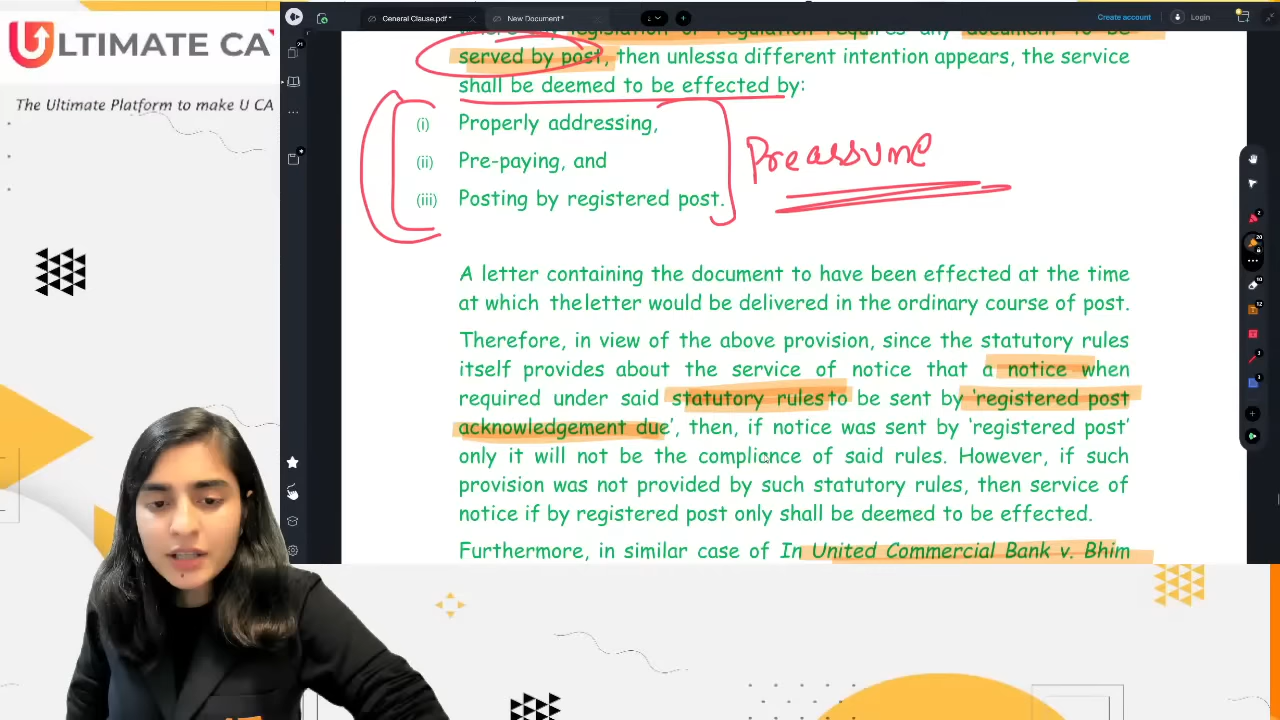 ULTIMATE CA
The Ultimate Platform to make U CA
General Clause.pdf *
New Document*
Create account
Login
served by post, then unlessa different intention appears, the service
shall be deemed to be effected by:
(i) Properly addressing,
(ii) Pre-paying, and
(iii) Posting by registered post.
Preassume
A letter containing the document to have been effected at the time
at which theletter would be delivered in the ordinary course of post.
Therefore, in view of the above provision, since the statutory rules
itself provides about the service of notice that a notice when
required under said statutory rulesto be sent by ‘registered post
acknowledgement due’, then, if notice was sent by ‘registered post’
only it will not be the compliance of said rules. However, if such
provision was not provided by such statutory rules, then service of
notice if by registered post only shall be deemed to be effected.
Furthermore, in similar case of In United Commercial Bank v. Bhim